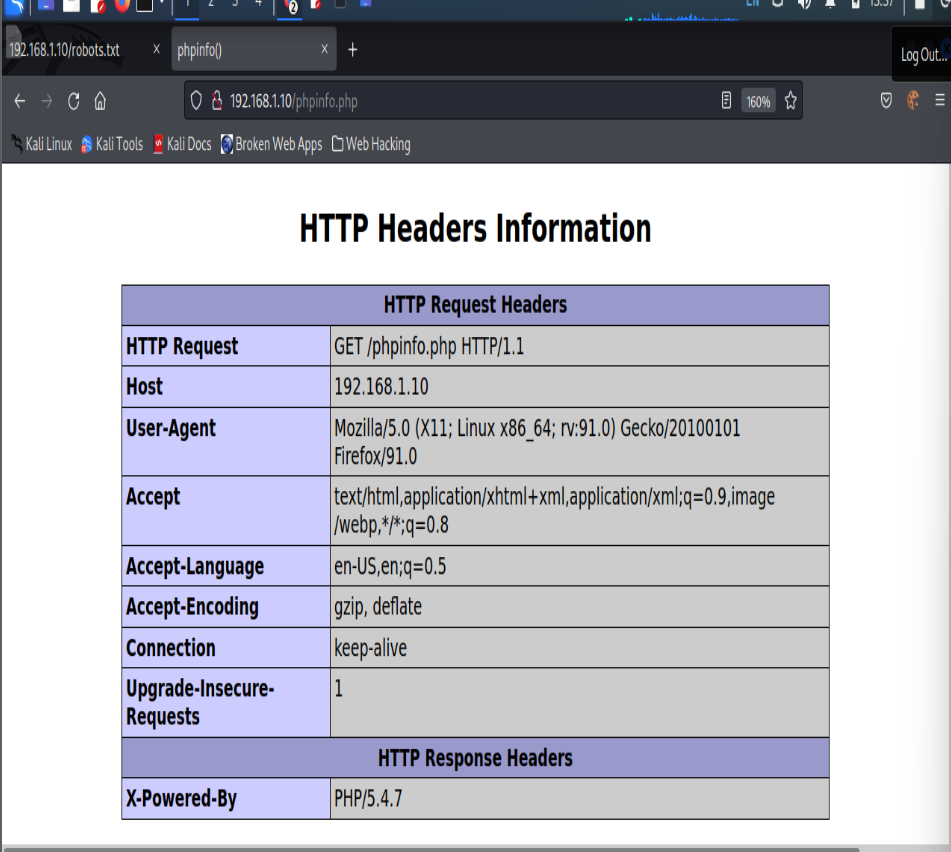 1 2 3 4 2 EN 13:37
192.168.1.10/robots.txt × phpinfo() × +
Log Out...
192.168.1.10/phpinfo.php 160%
Kali Linux Kali Tools Kali Docs Broken Web Apps Web Hacking
HTTP Headers Information
HTTP Request Headers
HTTP Request GET /phpinfo.php HTTP/1.1
Host 192.168.1.10
User-Agent Mozilla/5.0 (X11; Linux x86_64; rv:91.0) Gecko/20100101
Firefox/91.0
Accept text/html,application/xhtml+xml,application/xml;q=0.9,image
/webp,*/*;q=0.8
Accept-Language en-US,en;q=0.5
Accept-Encoding gzip, deflate
Connection keep-alive
Upgrade-Insecure- 1
Requests
HTTP Response Headers
X-Powered-By PHP/5.4.7